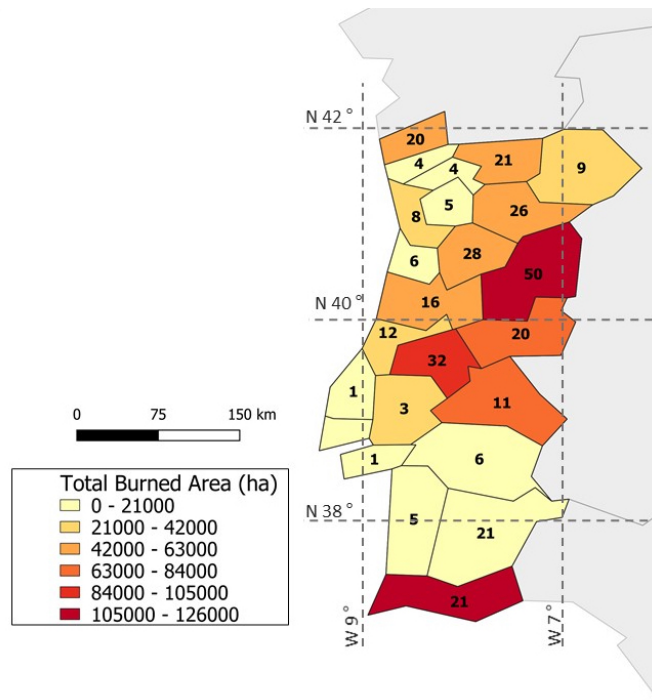 N 42°
20
4
4
21
9
5
8
26
6
28
50
16
N 40°
12
20
32
1
3
11
0 75 150 km
1
6
Total Burned Area (ha)
0 - 21000
21000 - 42000
42000 - 63000
63000 - 84000
84000 - 105000
105000 - 126000
N 38°
5
21
21
W 9°
W 7°